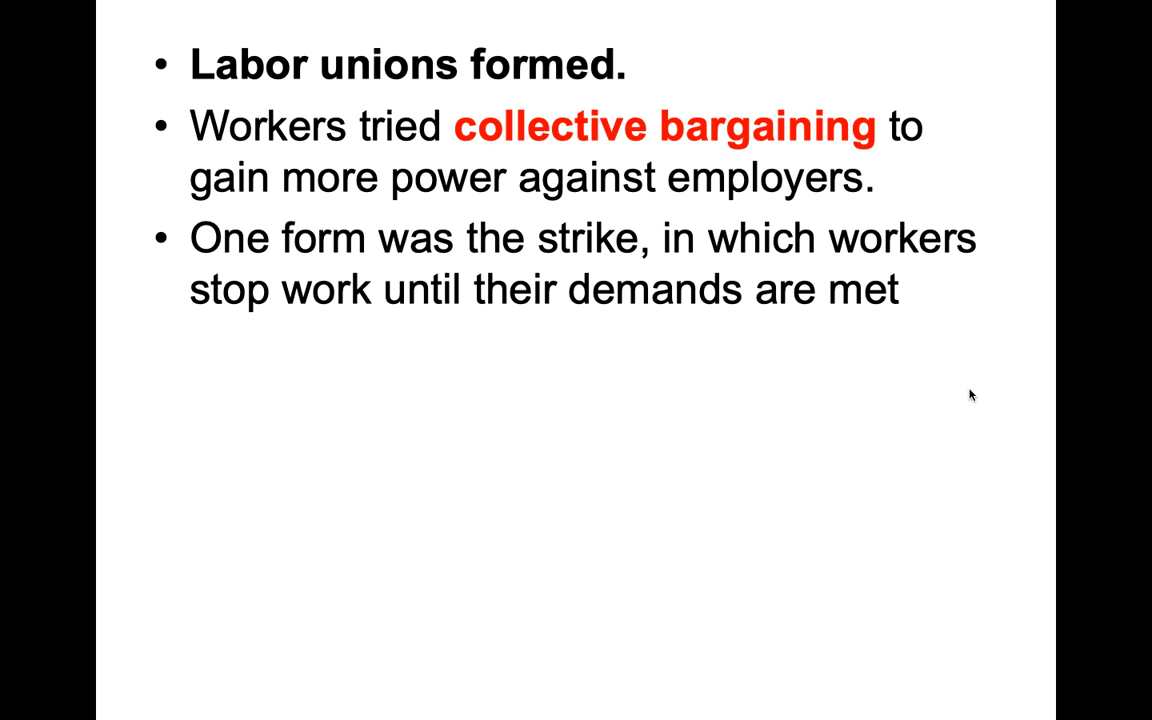 • Labor unions formed.
• Workers tried collective bargaining to
gain more power against employers.
• One form was the strike, in which workers
stop work until their demands are met